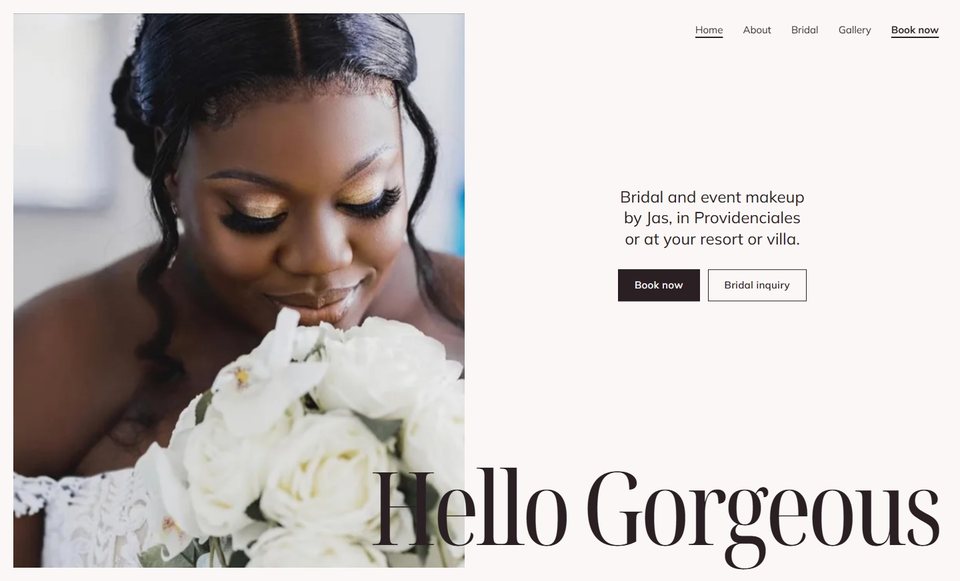 Home About Bridal Gallery Book now
Bridal and event makeup
by Jas, in Providenciales
or at your resort or villa.
Book now Bridal inquiry
Hello Gorgeous